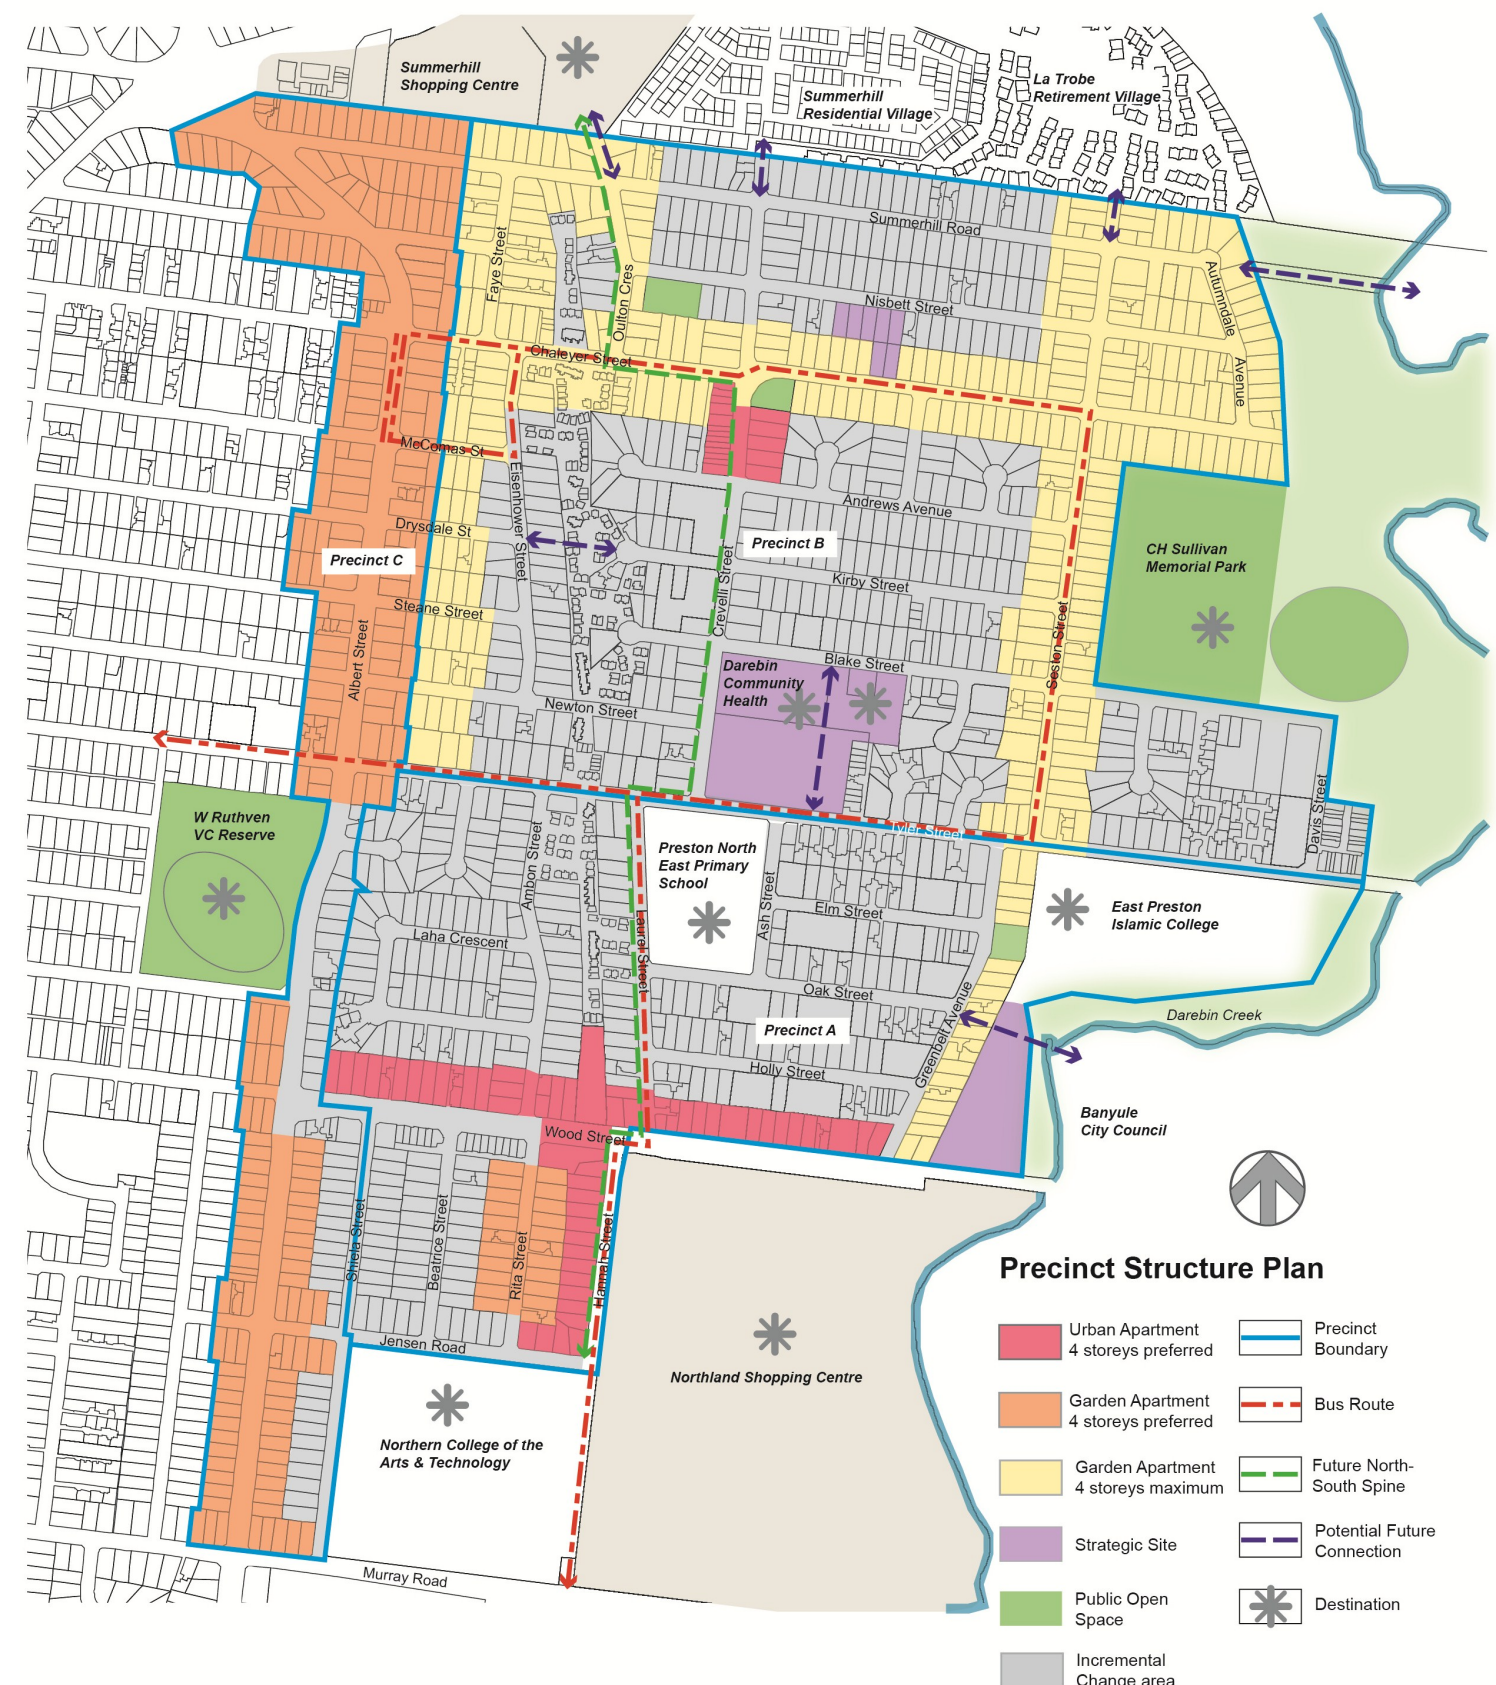 Summerhill
Shopping Centre
Summerhill
Residential Village
La Trobe
Retirement Village
Summerhill Road
Faye Street
Oulton Cres
Nisbett Street
Autumndale
Avenue
Chaleyer Street
McComas St
Eisenhower Street
Andrews Avenue
Drysdale St
Precinct C
Precinct B
CH Sullivan
Memorial Park
Kirby Street
Crevelli Street
Steane Street
Albert Street
Seston Street
Blake Street
Darebin
Community
Health
Newton Street
W Ruthven
VC Reserve
Tyler Street
Davis Street
Ambon Street
Preston North
East Primary
School
Ash Street
Elm Street
East Preston
Islamic College
Laha Crescent
Laurel Street
Oak Street
Precinct A
Greenbelt Avenue
Darebin Creek
Holly Street
Banyule
City Council
Wood Street
Shiela Street
Beatrice Street
Rita Street
Hannah Street
Jensen Road
Northland Shopping Centre
Northern College of the
Arts & Technology
Murray Road
Precinct Structure Plan
Urban Apartment
4 storeys preferred
Garden Apartment
4 storeys preferred
Garden Apartment
4 storeys maximum
Strategic Site
Public Open
Space
Incremental
Change area
Precinct
Boundary
Bus Route
Future North-
South Spine
Potential Future
Connection
Destination